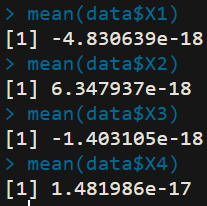 > mean(data$X1)
[1] -4.830639e-18
> mean(data$X2)
[1] 6.347937e-18
> mean(data$X3)
[1] -1.403105e-18
> mean(data$X4)
[1] 1.481986e-17